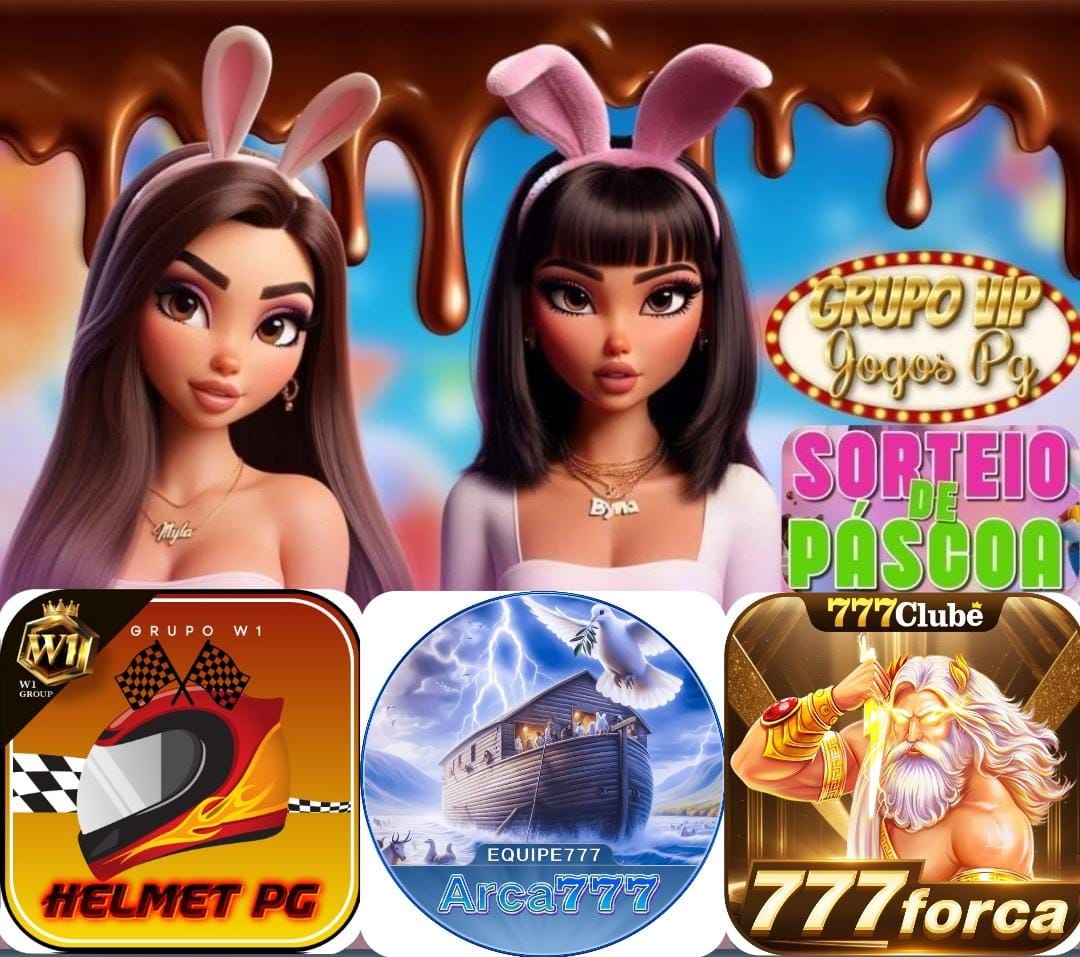 GRUPO VIP
Jogos Pg
SORTEIO
DE
PÁSCOA
Myla
Byna
W1
W1
GROUP
GRUPO W1
HELMET PG
EQUIPE777
Arca777
777Clube
777forca